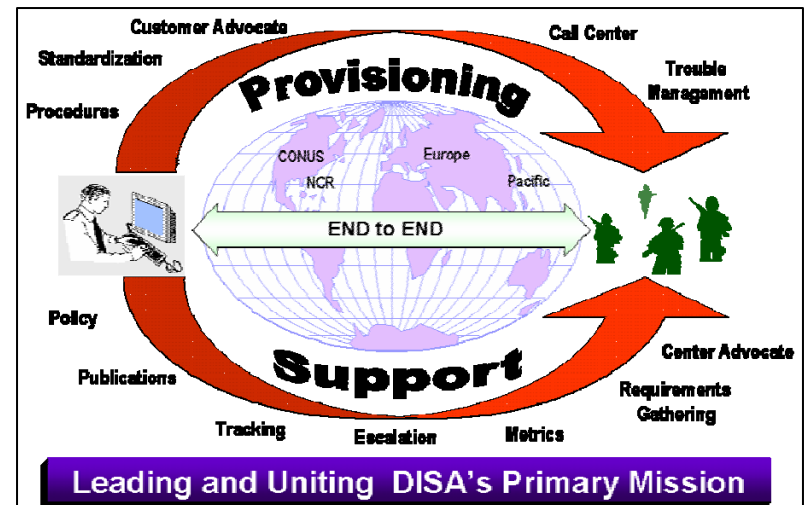 Customer Advocate
Call Center
Standardization
Trouble
Management
Procedures
Provisioning
CONUS
Europe
NCR
Pacific
END to END
Policy
Publications
Support
Center Advocate
Requirements
Gathering
Tracking
Escalation
Metrics
Leading and Uniting DISA's Primary Mission